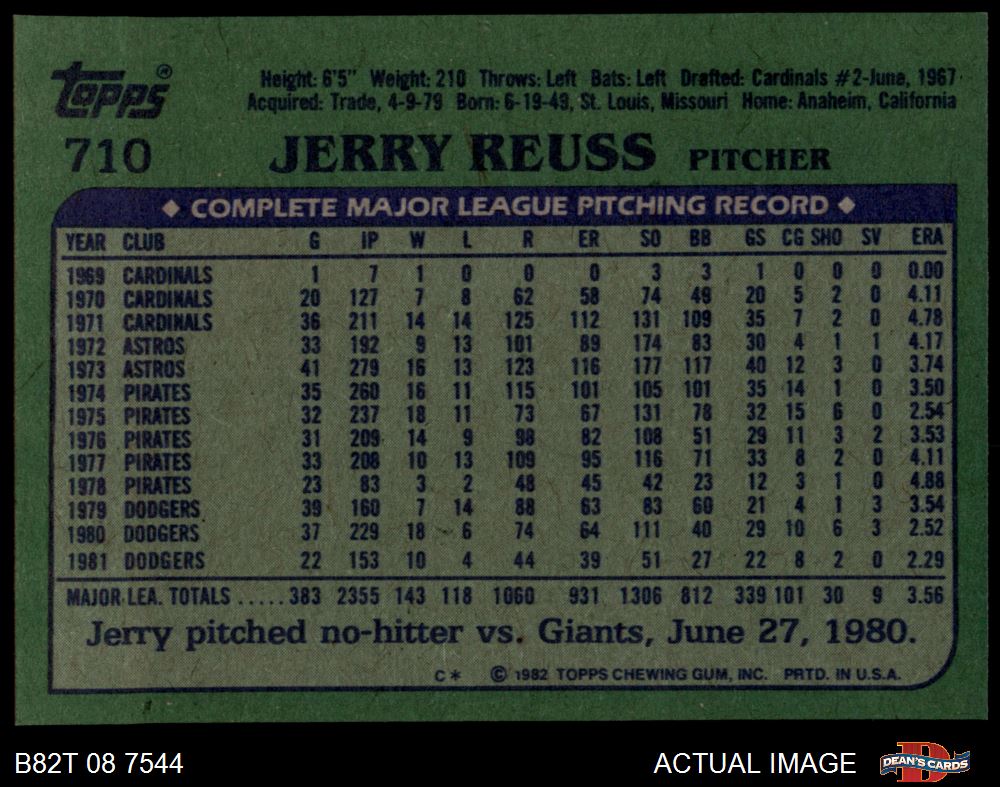 Topps®
Height: 6'5" Weight: 210 Throws: Left Bats: Left Drafted: Cardinals #2-June, 1967
Acquired: Trade, 4-9-79 Born: 6-19-49, St. Louis, Missouri Home: Anaheim, California
710 JERRY REUSS PITCHER
◆ COMPLETE MAJOR LEAGUE PITCHING RECORD ◆
YEAR CLUB G IP W L R ER SO BB GS CG SHO SV ERA
1969 CARDINALS 1 7 1 0 0 0 3 3 1 0 0 0 0.00
1970 CARDINALS 20 127 7 8 62 58 74 49 20 5 2 0 4.11
1971 CARDINALS 36 211 14 14 125 112 131 109 35 7 2 0 4.78
1972 ASTROS 33 192 9 13 101 89 174 83 30 4 1 1 4.17
1973 ASTROS 41 279 16 13 123 116 177 117 40 12 3 0 3.74
1974 PIRATES 35 260 16 11 115 101 105 101 35 14 1 0 3.50
1975 PIRATES 32 237 18 11 73 67 131 78 32 15 6 0 2.54
1976 PIRATES 31 209 14 9 98 82 108 51 29 11 3 2 3.53
1977 PIRATES 33 208 10 13 109 95 116 71 33 8 2 0 4.11
1978 PIRATES 23 83 3 2 48 45 42 23 12 3 1 0 4.88
1979 DODGERS 39 160 7 14 88 63 83 60 21 4 1 3 3.54
1980 DODGERS 37 229 18 6 74 64 111 40 29 10 6 3 2.52
1981 DODGERS 22 153 10 4 44 39 51 27 22 8 2 0 2.29
MAJOR LEA. TOTALS ..... 383 2355 143 118 1060 931 1306 812 339 101 30 9 3.56
Jerry pitched no-hitter vs. Giants, June 27, 1980.
C* © 1982 TOPPS CHEWING GUM, INC. PRTD. IN U.S.A.
B82T 08 7544 ACTUAL IMAGE DEAN'S CARDS